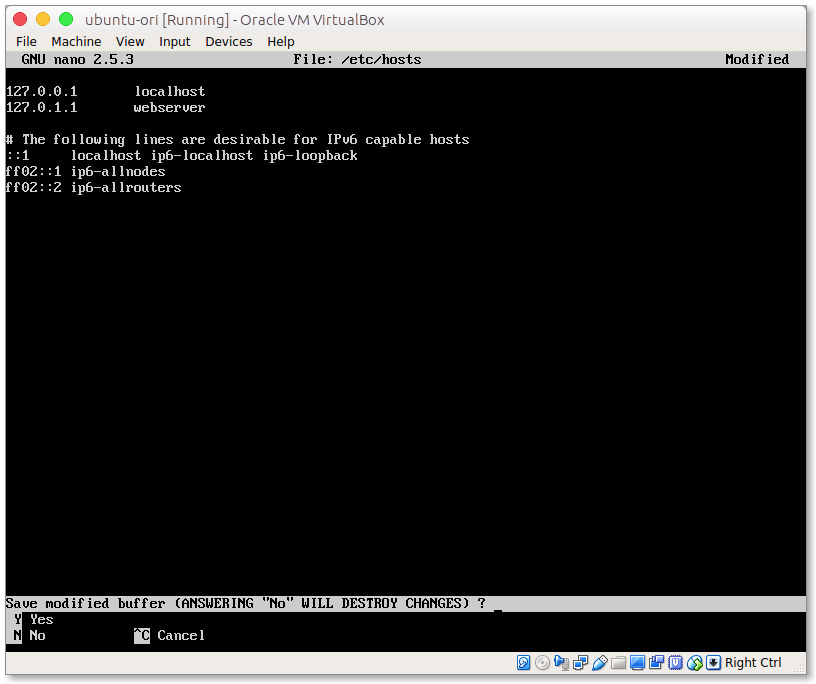 ubuntu-ori [Running] - Oracle VM VirtualBox
File Machine View Input Devices Help
GNU nano 2.5.3 File: /etc/hosts Modified
127.0.0.1 localhost
127.0.1.1 webserver
# The following lines are desirable for IPv6 capable hosts
::1 localhost ip6-localhost ip6-loopback
ff02::1 ip6-allnodes
ff02::2 ip6-allrouters
Save modified buffer (ANSWERING "No" WILL DESTROY CHANGES) ?
Y Yes
N No ^C Cancel
Right Ctrl